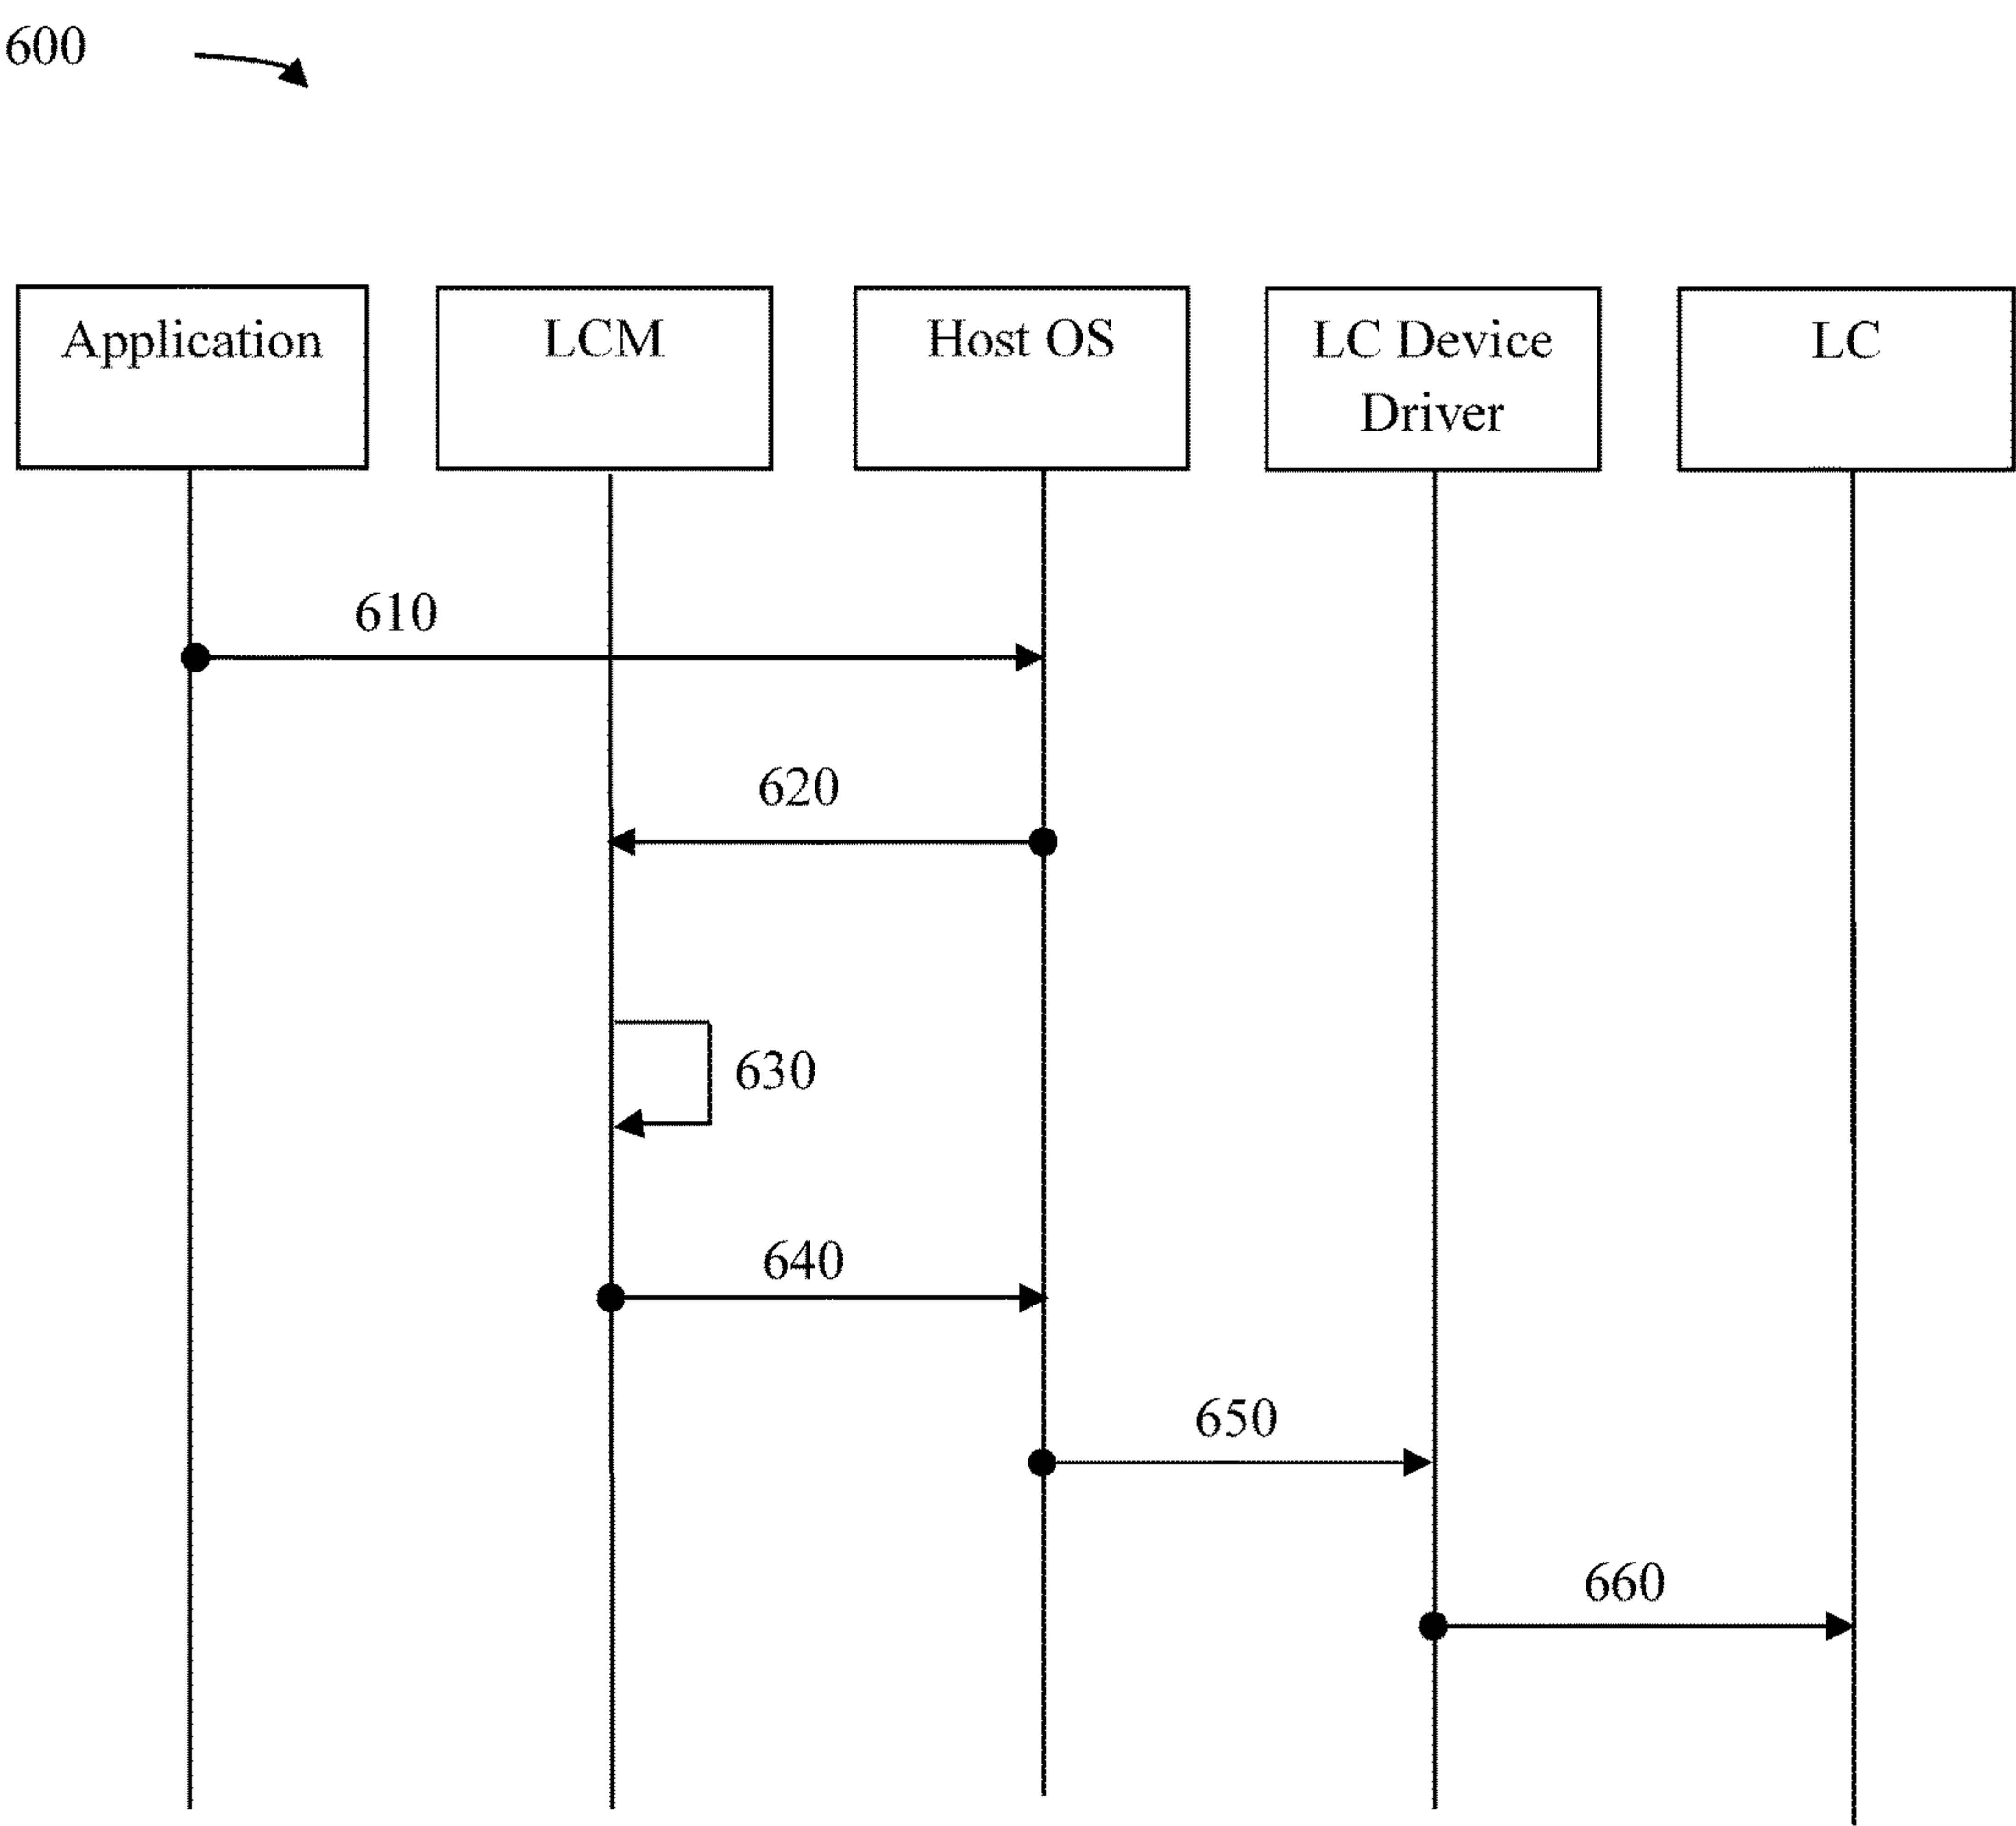 600
Application
LCM
Host OS
LC Device
Driver
LC
610
620
630
640
650
660